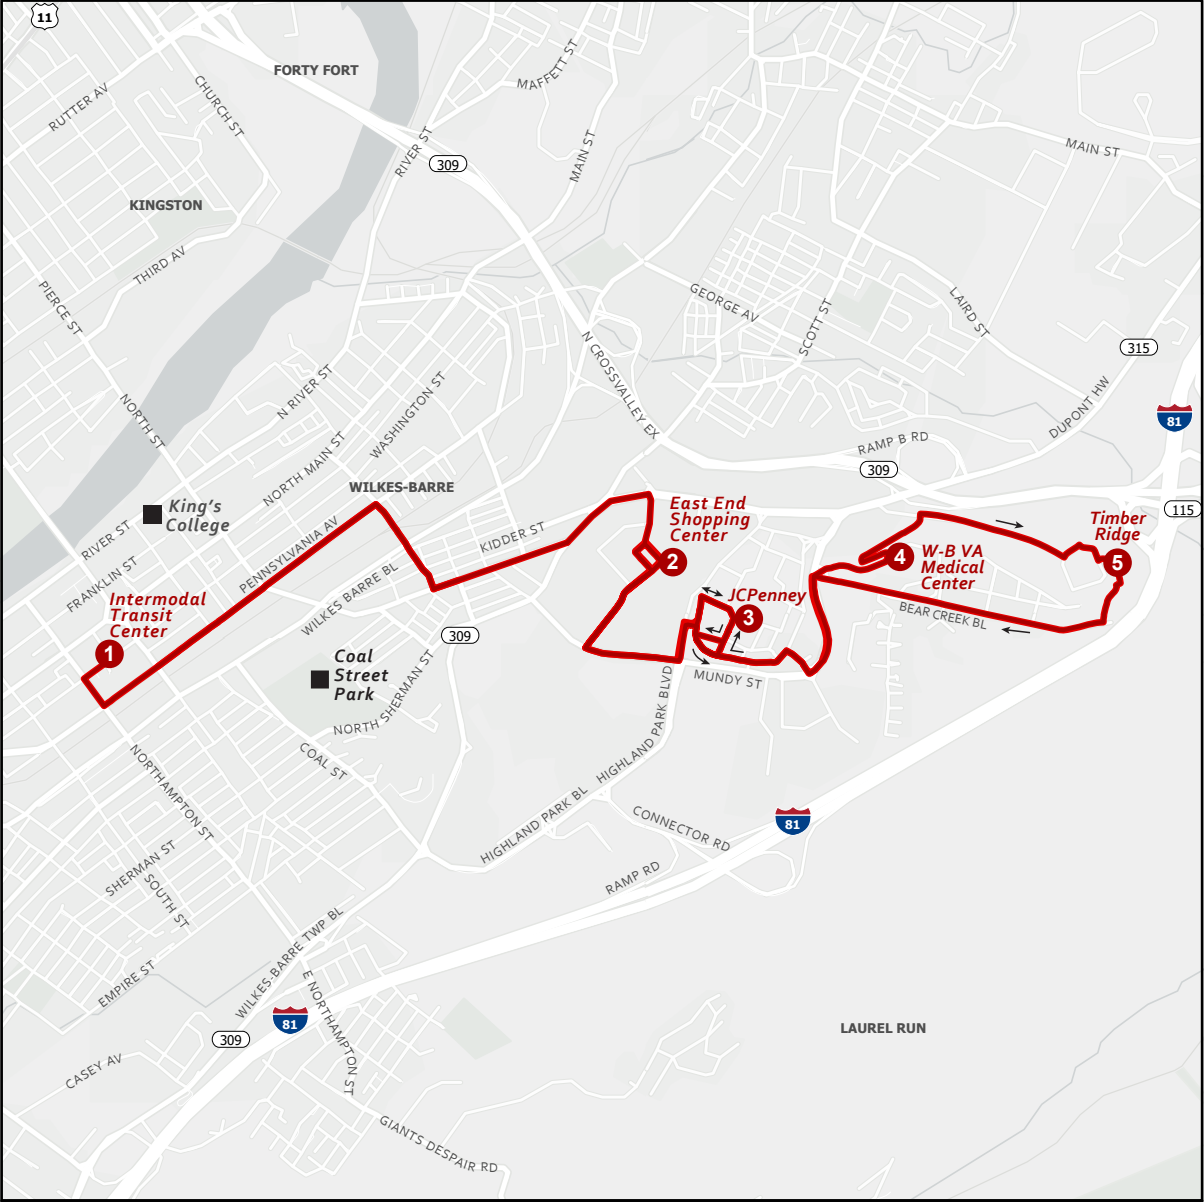 11
FORTY FORT
MAFFETT ST
CHURCH ST
RUTTER AV
RIVER ST
309
MAIN ST
MAIN ST
KINGSTON
THIRD AV
PIERCE ST
GEORGE AV
LAIRD ST
SCOTT ST
315
N CROSSVALLEY EX
N RIVER ST
WASHINGTON ST
NORTH ST
DUPONT HW
81
RAMP B RD
309
NORTH MAIN ST
WILKES-BARRE
King's
College
RIVER ST
East End
Shopping
Center
2
115
Timber
Ridge
5
KIDDER ST
PENNSYLVANIA AV
FRANKLIN ST
WILKES BARRE BL
4
W-B VA
Medical
Center
JCPenney
3
BEAR CREEK BL
Intermodal
Transit
Center
1
309
Coal
Street
Park
MUNDY ST
NORTH SHERMAN ST
HIGHLAND PARK BLVD
COAL ST
NORTHAMPTON ST
HIGHLAND PARK BL
CONNECTOR RD
81
SHERMAN ST
SOUTH ST
RAMP RD
WILKES-BARRE TWP BL
EMPIRE ST
E NORTHAMPTON ST
81
309
LAUREL RUN
CASEY AV
GIANTS DESPAIR RD